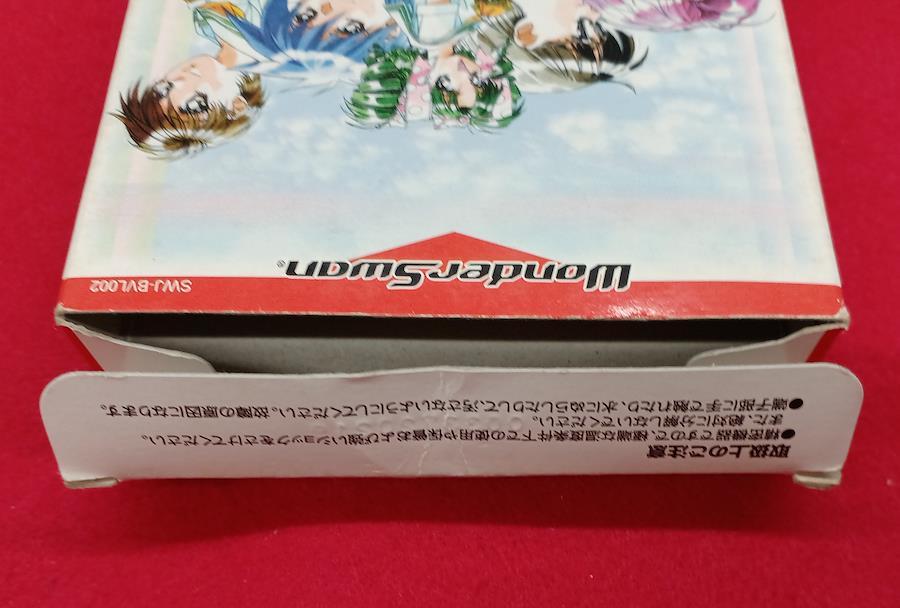 取扱上のご注意
●精密機器ですので、極端な温度条件下での使用や保管および強いショックをさけてください。
また、絶対に分解しないでください。
●端子部に手で触れたり、水にぬらしたりして、汚さないようにしてください。故障の原因になります。
WonderSwan®
SWJ-BVL002